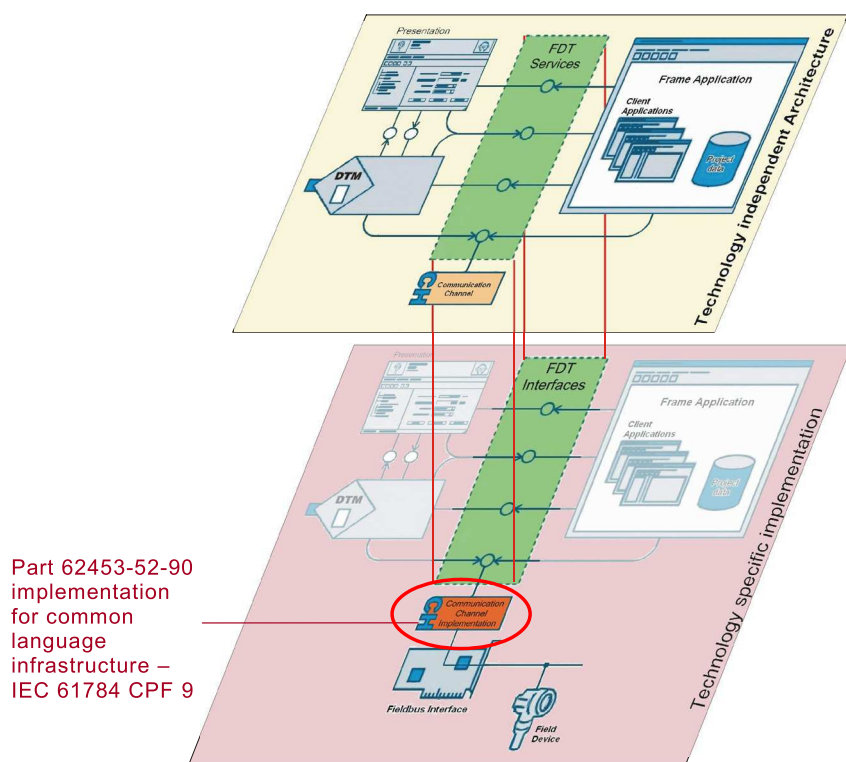 Presentation
FDT
Services
Frame Application
Client
Applications
Project
data
DTM
CH
Communication
Channel
Technology independent Architecture
Presentation
FDT
Interfaces
Frame Application
Client
Applications
Project
data
DTM
CH
Communication
Channel
Implementation
Fieldbus Interface
Field
Device
Technology specific implementation
Part 62453-52-90
implementation
for common
language
infrastructure –
IEC 61784 CPF 9